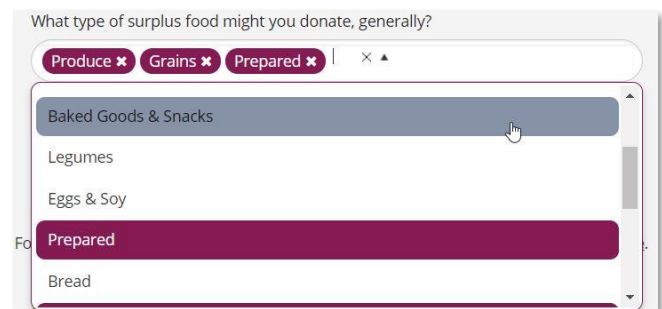 What type of surplus food might you donate, generally?
Produce × Grains × Prepared ×
Baked Goods & Snacks
Legumes
Eggs & Soy
Fo
Prepared
Bread